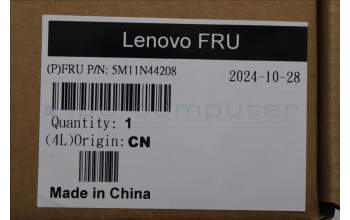 Lenovo FRU
(P)FRU P/N: 5M11N44208
2024-10-28
Quantity: 1
(4L)Origin: CN
Made in China